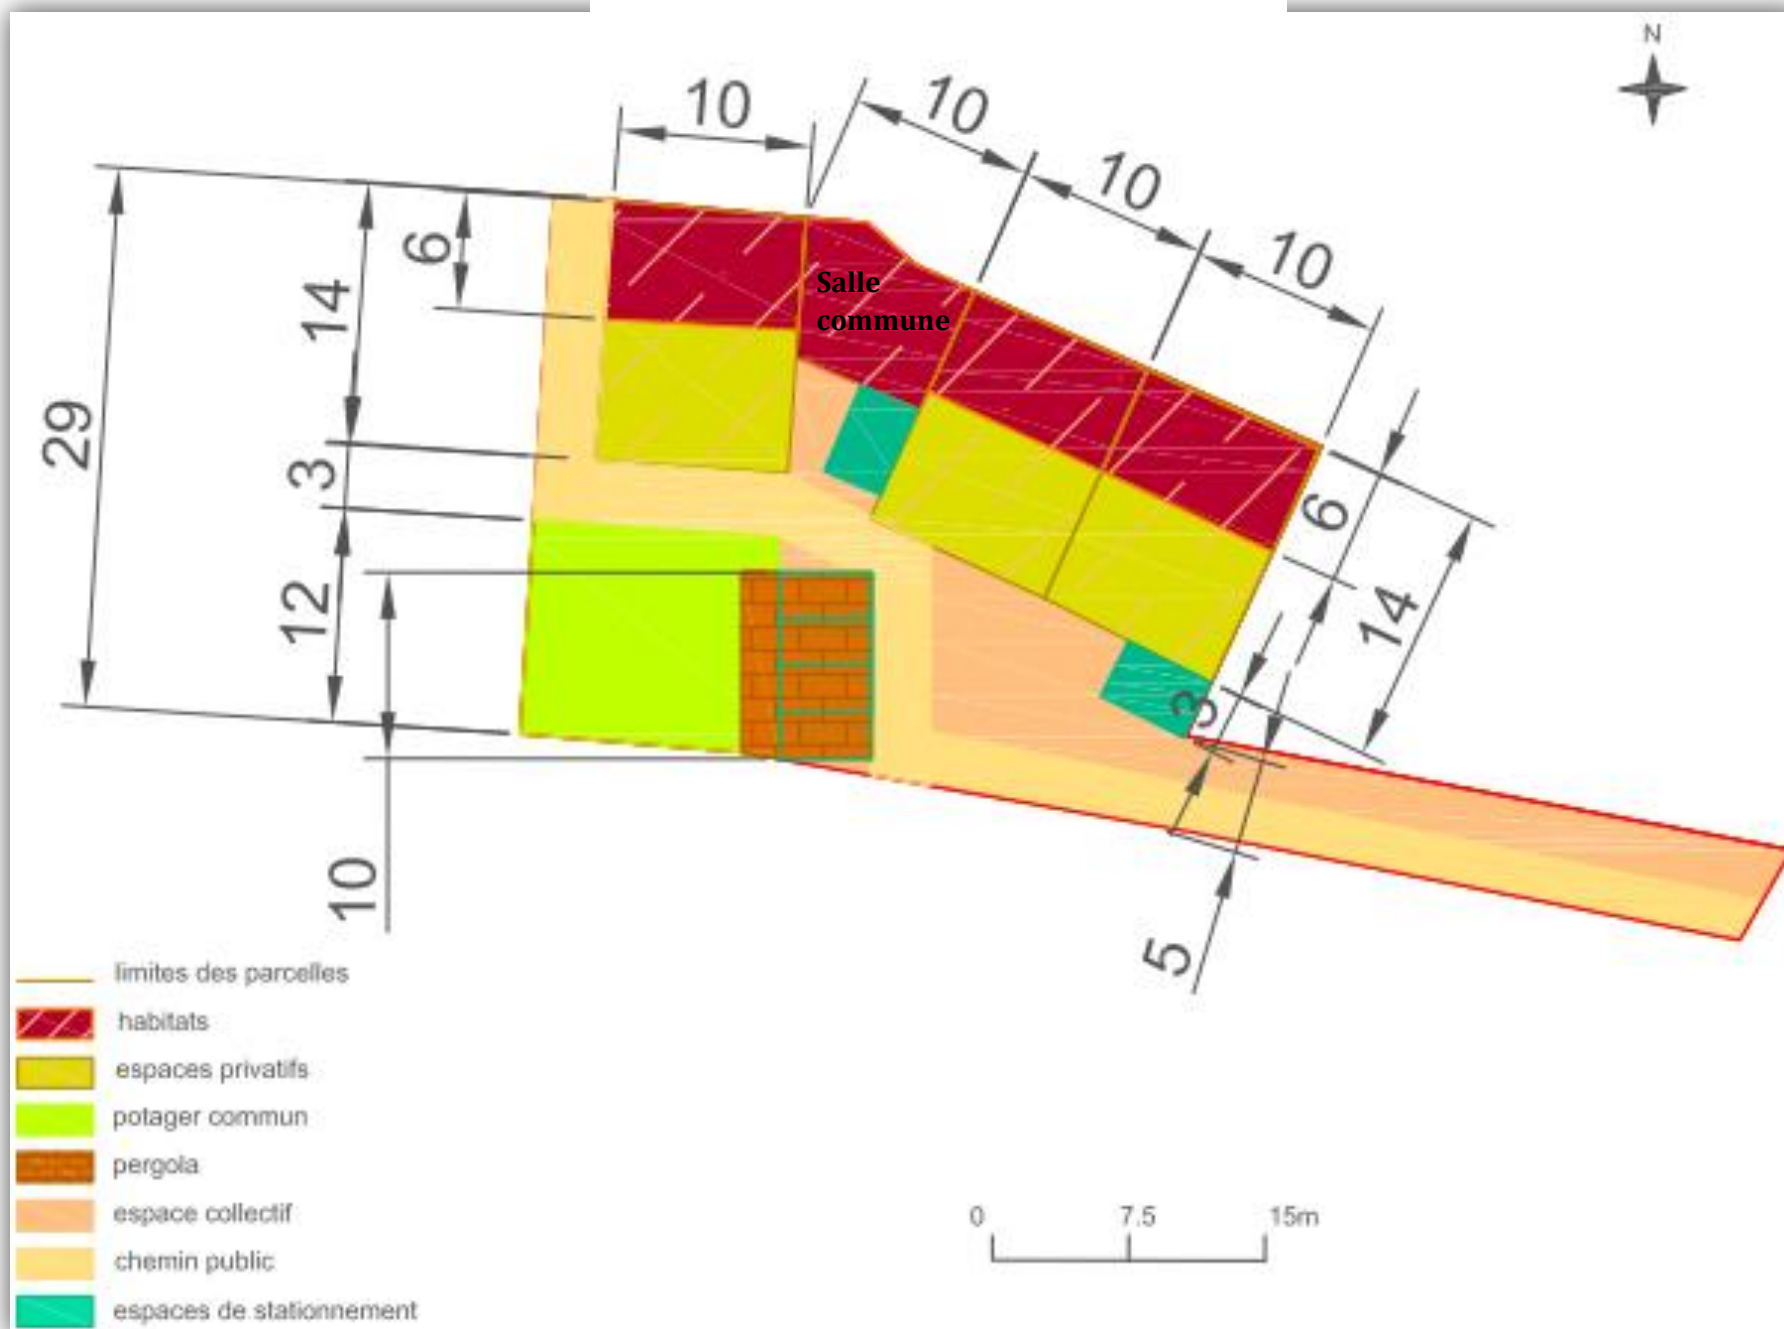 N
10
10
10
10
6
14
29
3
12
10
Salle
commune
6
14
3
5
limites des parcelles
habitats
espaces privatifs
potager commun
pergola
espace collectif
chemin public
espaces de stationnement
0 7.5 15m